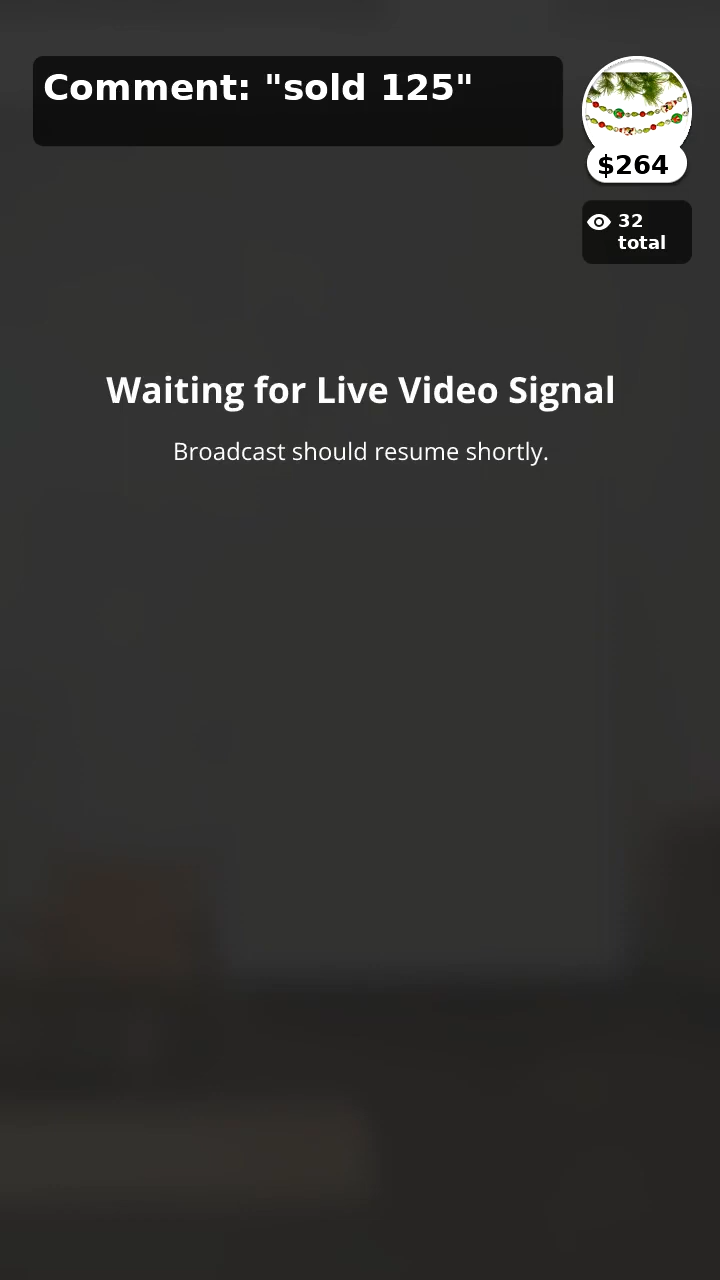 Comment: "sold 125"
$264
32
total
Waiting for Live Video Signal
Broadcast should resume shortly.